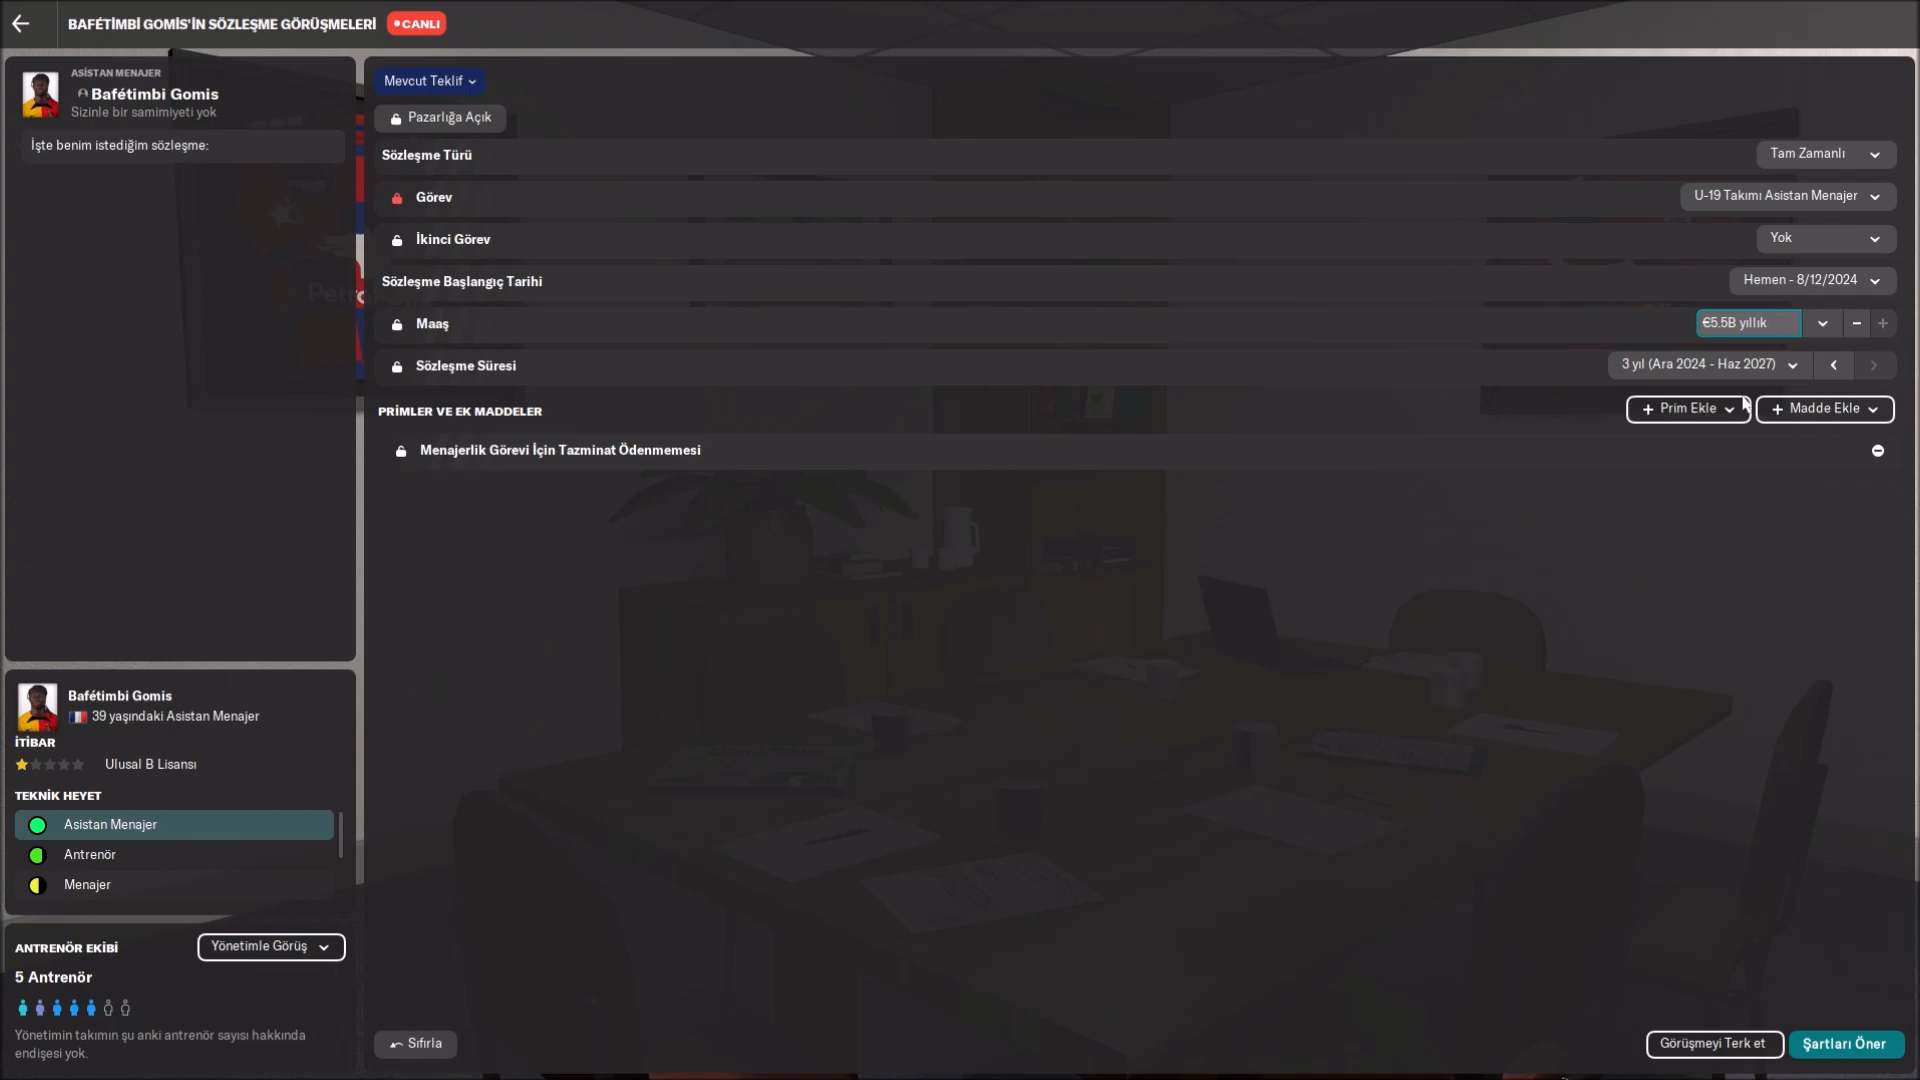 BAFÉTİMBİ GOMİS'İN SÖZLEŞME GÖRÜŞMELERİ
CANLI
ASİSTAN MENAJER
Bafétimbi Gomis
Sizinle bir samimiyeti yok
İşte benim istediğim sözleşme:
Mevcut Teklif
Pazarlığa Açık
Sözleşme Türü
Tam Zamanlı
Görev
U-19 Takımı Asistan Menajer
İkinci Görev
Yok
Sözleşme Başlangıç Tarihi
Hemen - 8/12/2024
Maaş
€5.5B yıllık
Sözleşme Süresi
3 yıl (Ara 2024 - Haz 2027)
PRİMLER VE EK MADDELER
Prim Ekle
Madde Ekle
Menajerlik Görevi İçin Tazminat Ödenmemesi
Bafétimbi Gomis
39 yaşındaki Asistan Menajer
İTİBAR
Ulusal B Lisansı
TEKNİK HEYET
Asistan Menajer
Antrenör
Menajer
ANTRENÖR EKİBİ
Yönetimle Görüş
5 Antrenör
Yönetimin takımın şu anki antrenör sayısı hakkında
endişesi yok.
Sıfırla
Görüşmeyi Terk et
Şartları Öner